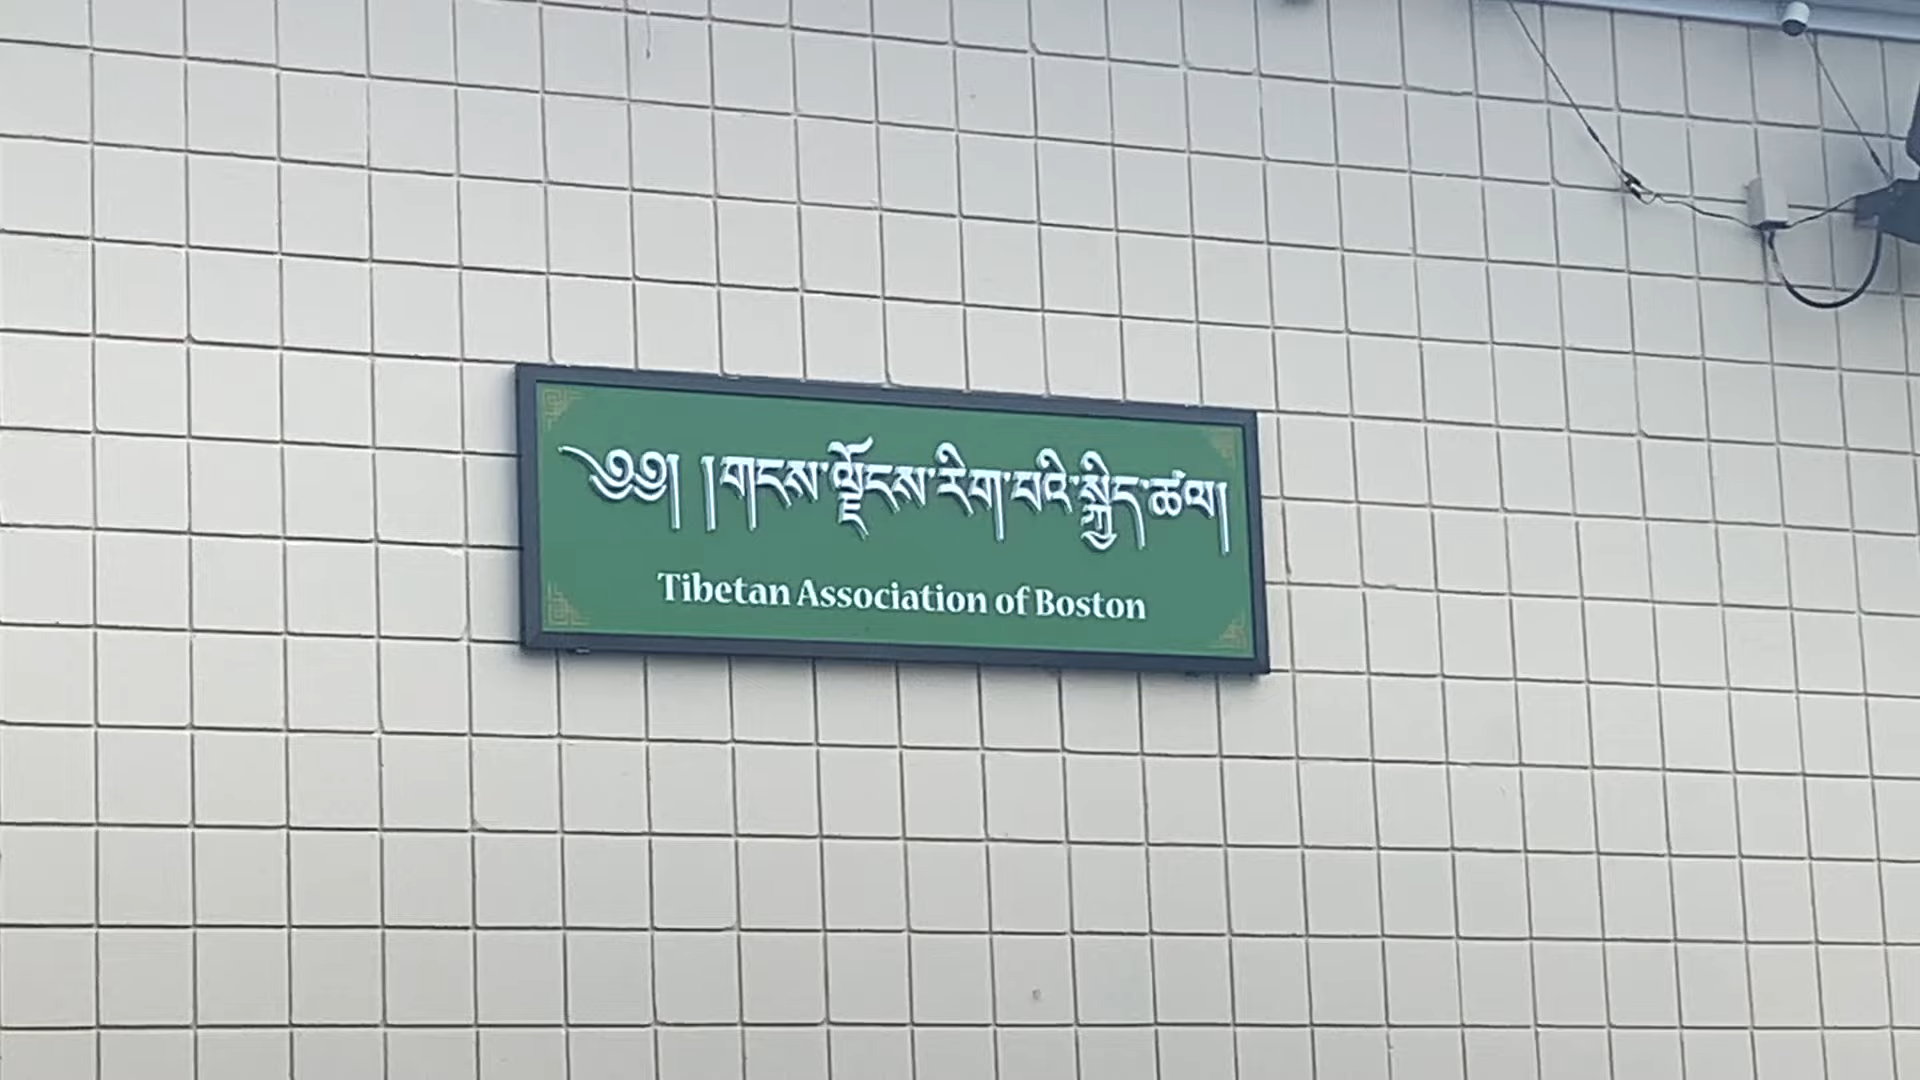 ༄༅། །གངས་ལྗོངས་རིག་པའི་སྐྱིད་ཚལ།
Tibetan Association of Boston